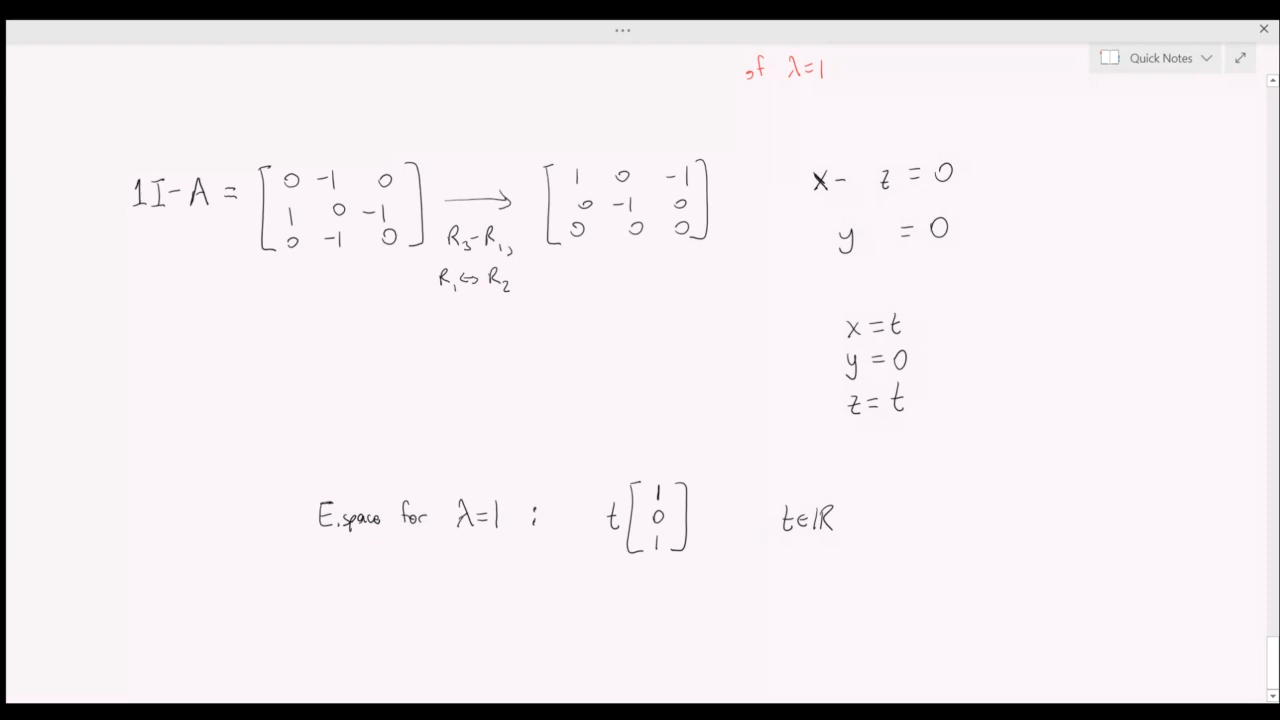 ...
Quick Notes
of λ=1
1I-A = [0 -1 0; 1 0 -1; 0 -1 0] → [1 0 -1; 0 -1 0; 0 0 0]
R₃-R₁,
R₁⇔R₂
x - z = 0
y = 0
x = t
y = 0
z = t
E.space for λ=1 : t[1; 0; 1] t∈ℝ